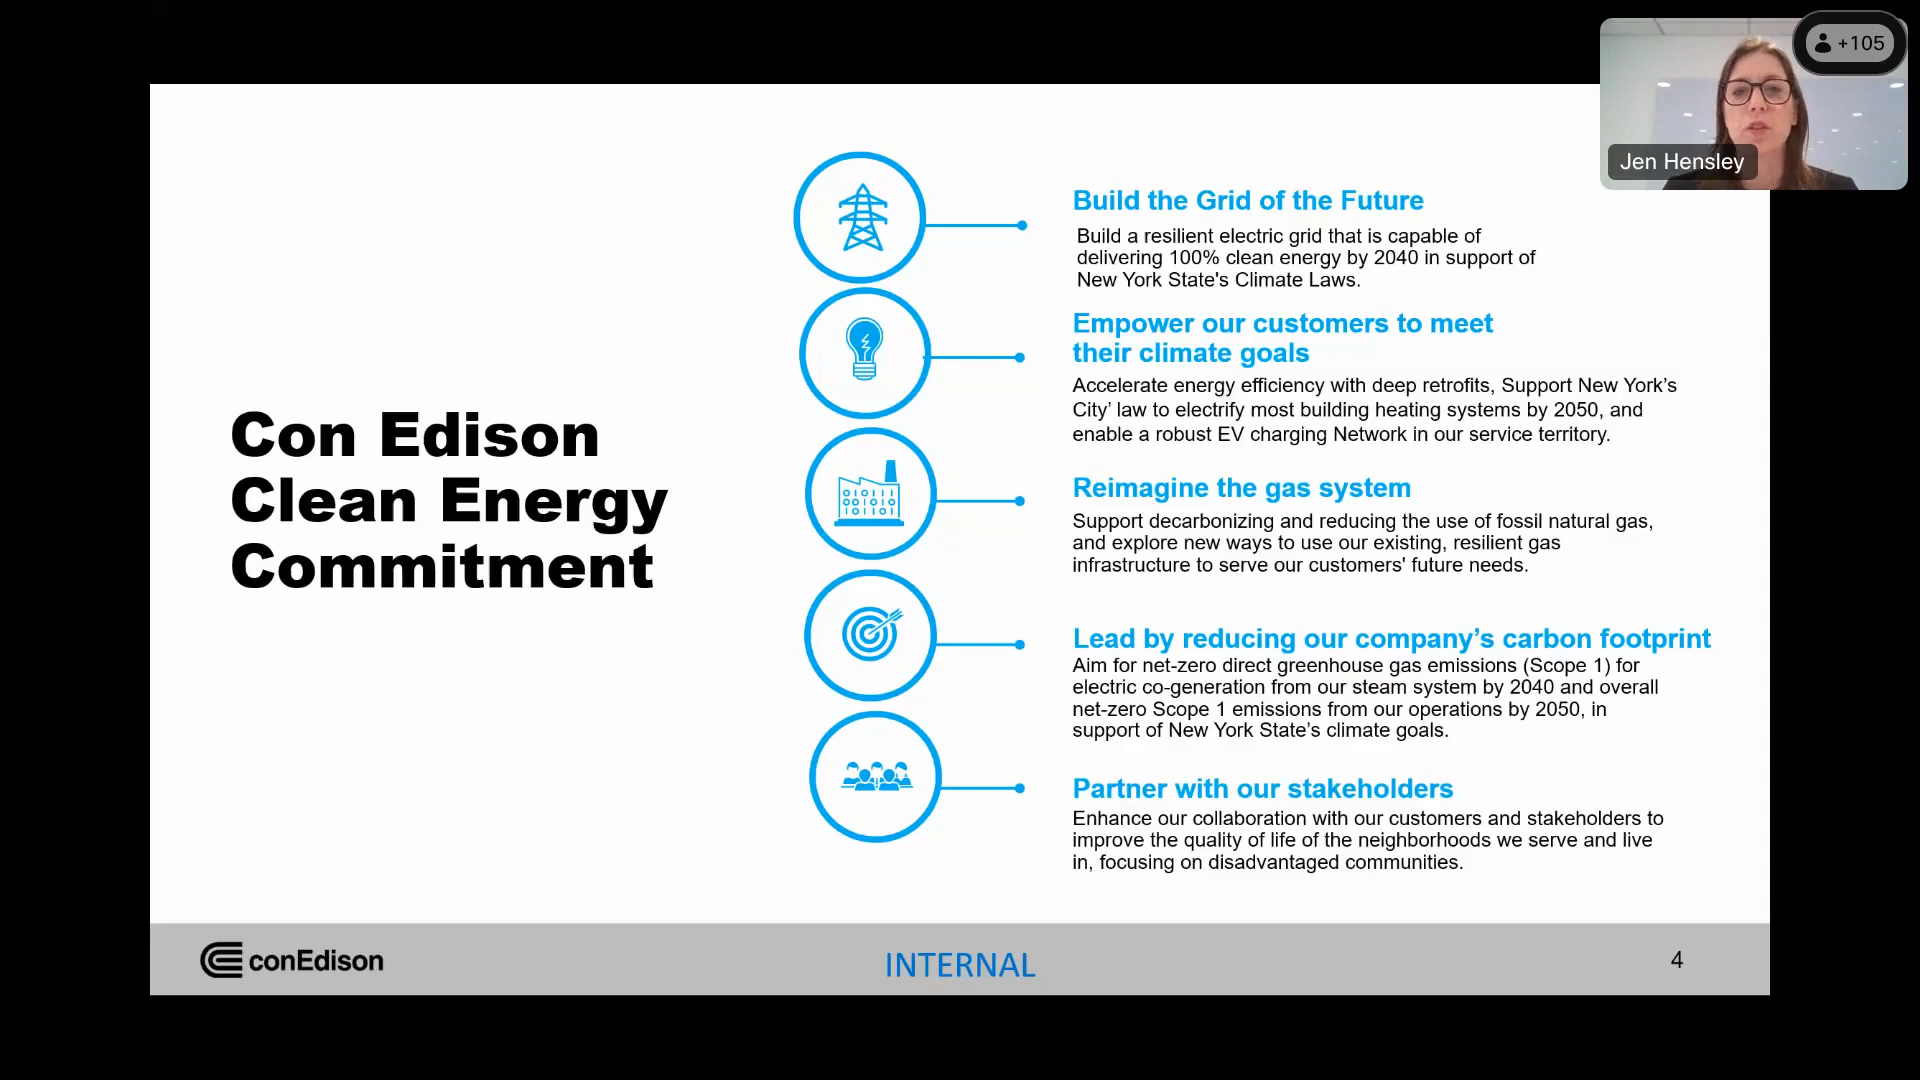 +105
Jen Hensley
Con Edison
Clean Energy
Commitment
Build the Grid of the Future
Build a resilient electric grid that is capable of
delivering 100% clean energy by 2040 in support of
New York State's Climate Laws.
Empower our customers to meet
their climate goals
Accelerate energy efficiency with deep retrofits, Support New York’s
City’ law to electrify most building heating systems by 2050, and
enable a robust EV charging Network in our service territory.
Reimagine the gas system
Support decarbonizing and reducing the use of fossil natural gas,
and explore new ways to use our existing, resilient gas
infrastructure to serve our customers' future needs.
Lead by reducing our company’s carbon footprint
Aim for net-zero direct greenhouse gas emissions (Scope 1) for
electric co-generation from our steam system by 2040 and overall
net-zero Scope 1 emissions from our operations by 2050, in
support of New York State’s climate goals.
Partner with our stakeholders
Enhance our collaboration with our customers and stakeholders to
improve the quality of life of the neighborhoods we serve and live
in, focusing on disadvantaged communities.
conEdison
INTERNAL
4